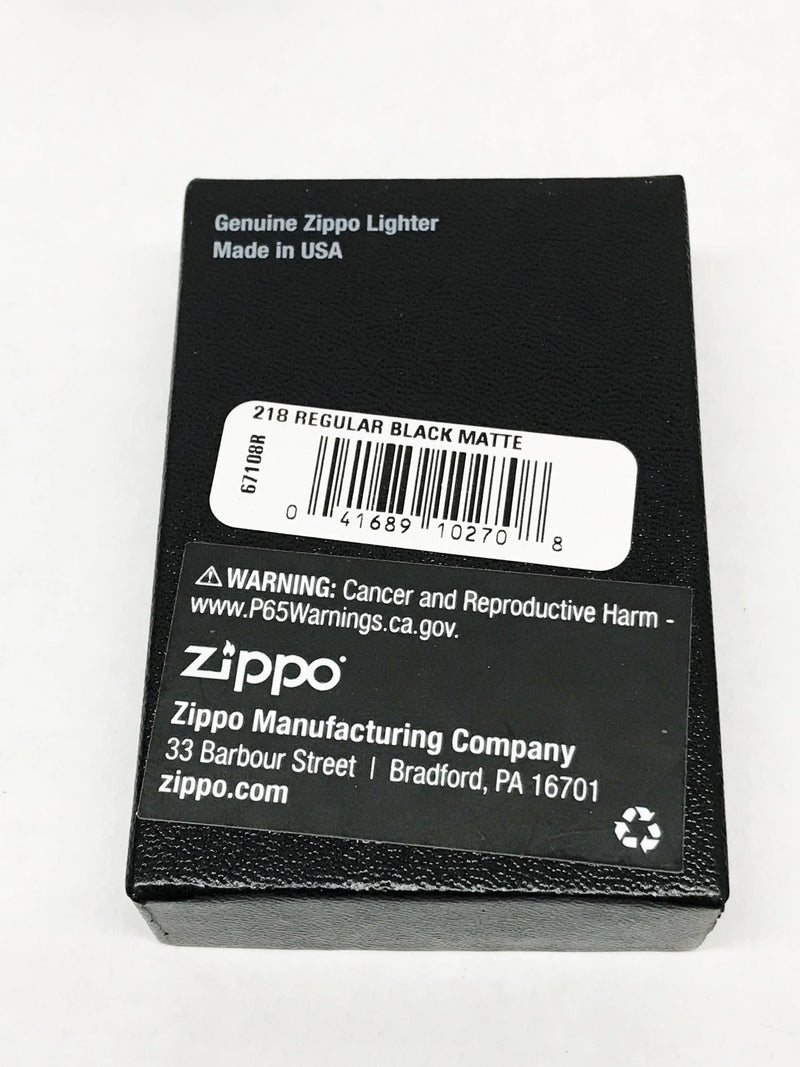 Genuine Zippo Lighter
Made in USA
218 REGULAR BLACK MATTE
67108R
0 41689 10270 8
WARNING: Cancer and Reproductive Harm -
www.P65Warnings.ca.gov.
zippo
Zippo Manufacturing Company
33 Barbour Street | Bradford, PA 16701
zippo.com